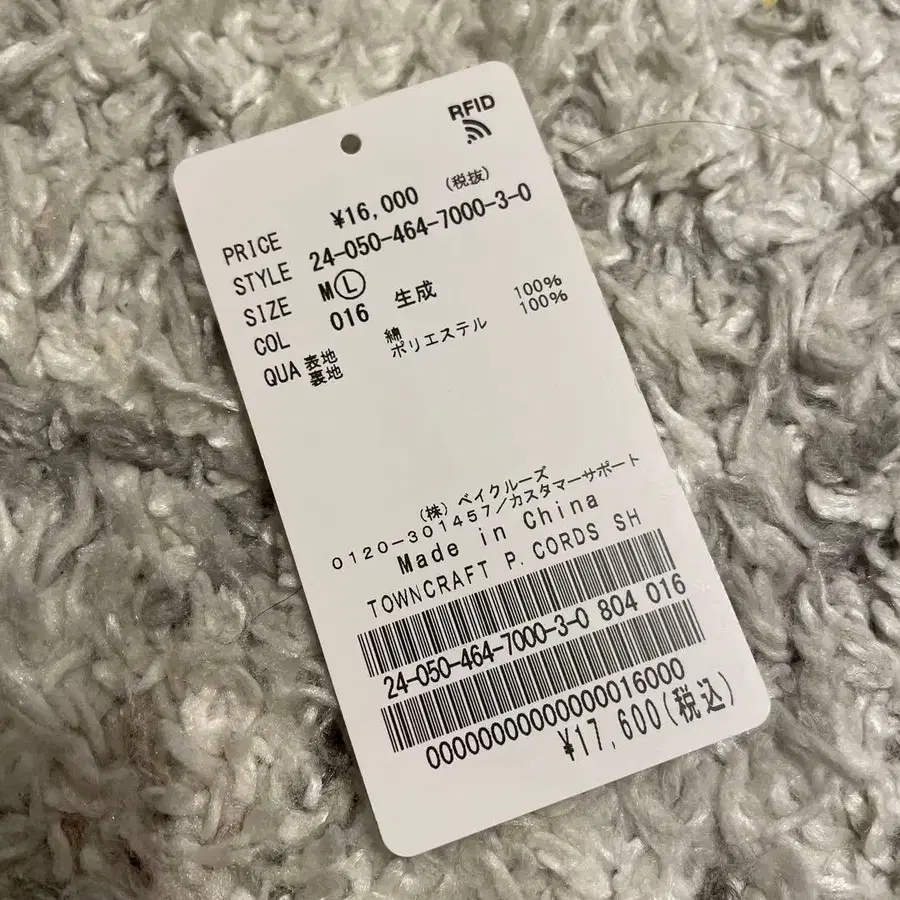 RFID
PRICE ¥16,000 (税抜)
STYLE 24-050-464-7000-3-0
SIZE M Ⓛ
COL 016 生成
QUA 表地 綿 100%
裏地 ポリエステル 100%
(株) ベイクルーズ
0120-301457/カスタマーサポート
Made in China
TOWNCRAFT P. CORDS SH
24-050-464-7000-3-0 804 016
00000000000000016000
¥17,600(税込)